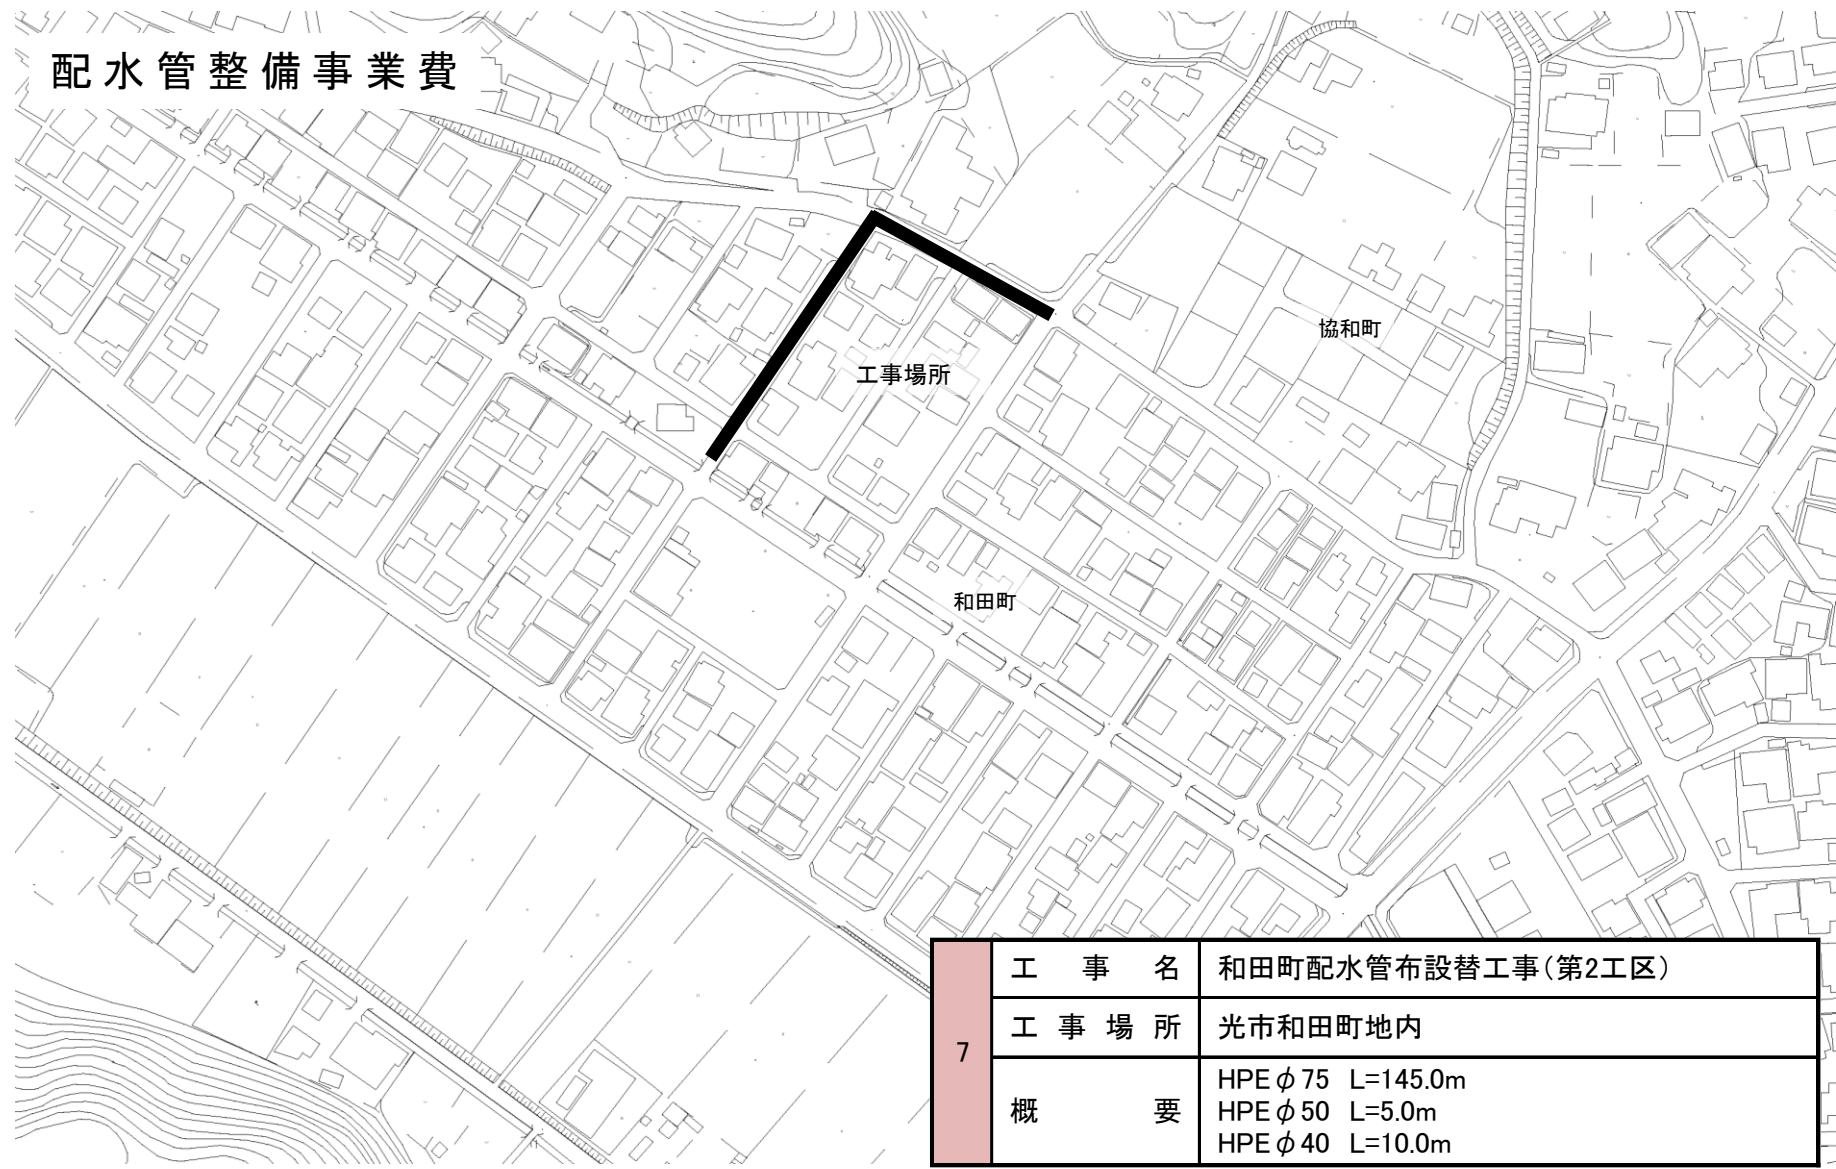 配水管整備事業費
協和町
工事場所
和田町
7
工事名 和田町配水管布設替工事(第2工区)
工事場所 光市和田町地内
概要
HPEφ75 L=145.0m
HPEφ50 L=5.0m
HPEφ40 L=10.0m